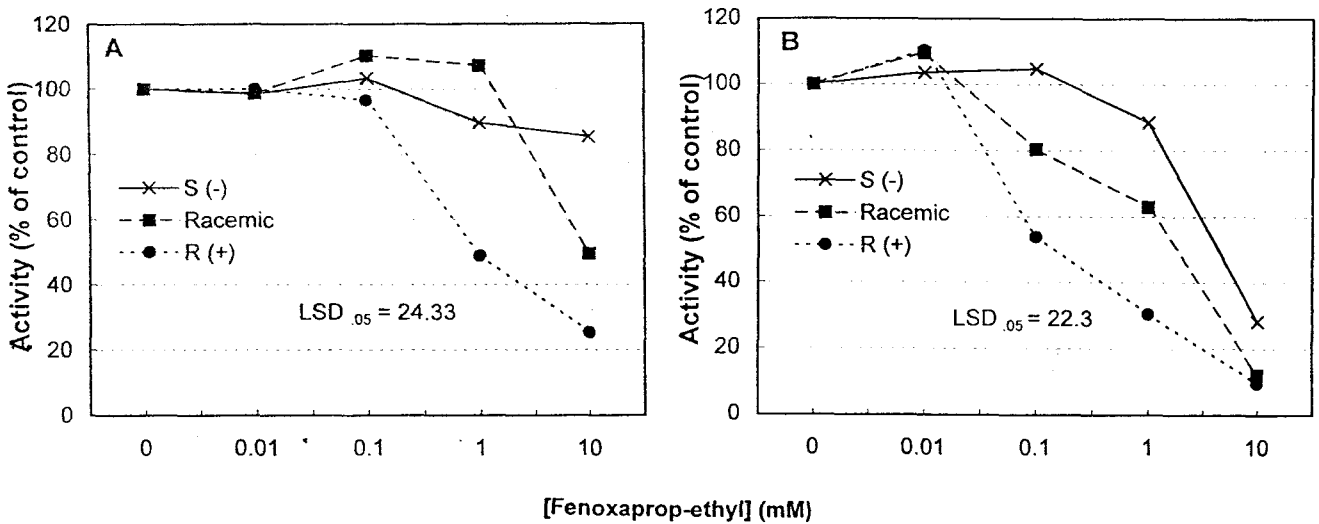 A
Activity (% of control)
120
100
80
60
40
20
0
S (-)
Racemic
R (+)
LSD .05 = 24.33
0 0.01 0.1 1 10
B
Activity (% of control)
120
100
80
60
40
20
0
S (-)
Racemic
R (+)
LSD .05 = 22.3
0 0.01 0.1 1 10
[Fenoxaprop-ethyl] (mM)